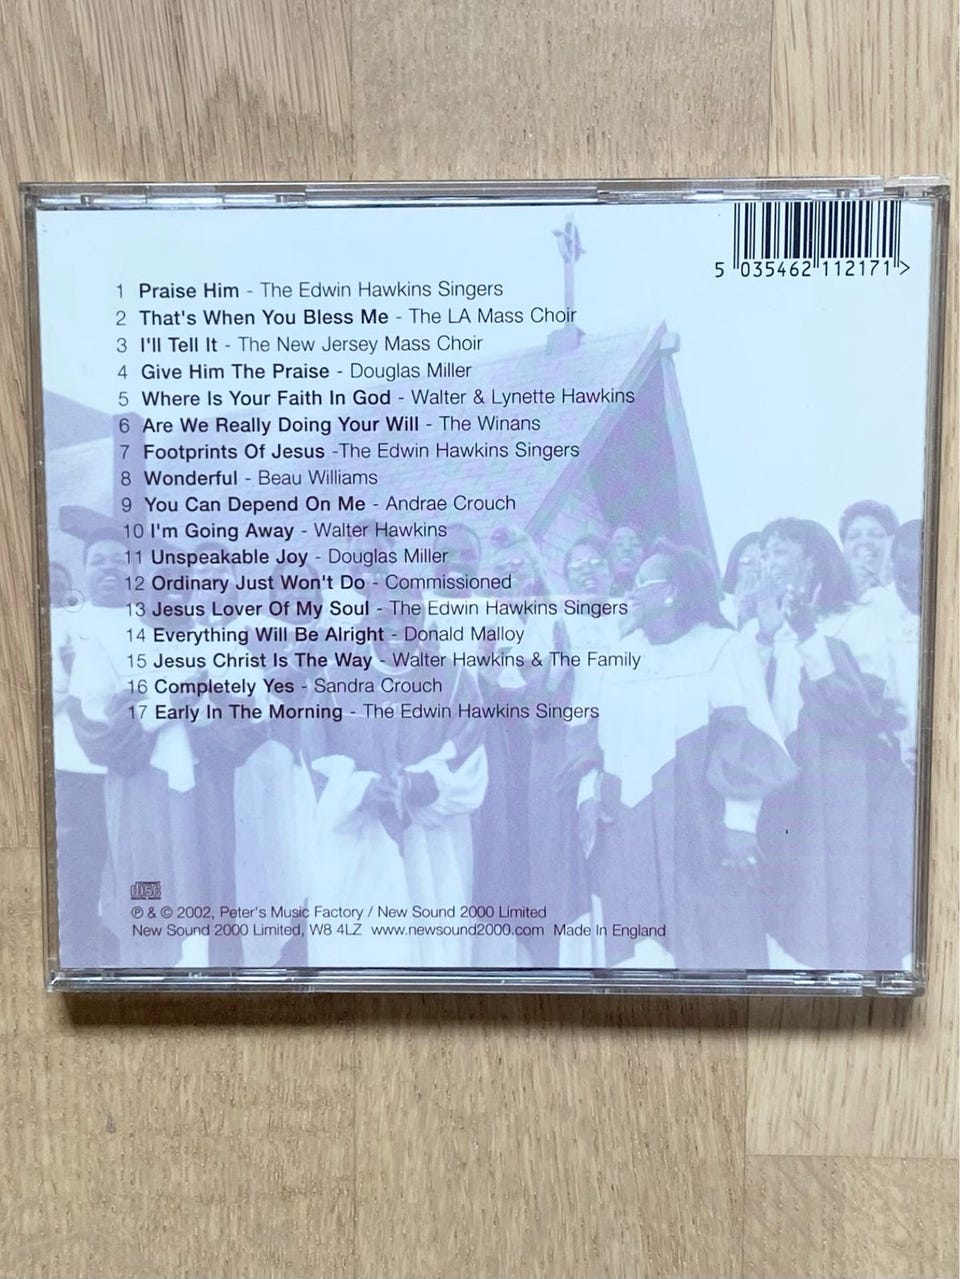 5 035462 112171 >
1 Praise Him - The Edwin Hawkins Singers
2 That's When You Bless Me - The LA Mass Choir
3 I'll Tell It - The New Jersey Mass Choir
4 Give Him The Praise - Douglas Miller
5 Where Is Your Faith In God - Walter & Lynette Hawkins
6 Are We Really Doing Your Will - The Winans
7 Footprints Of Jesus -The Edwin Hawkins Singers
8 Wonderful - Beau Williams
9 You Can Depend On Me - Andrae Crouch
10 I'm Going Away - Walter Hawkins
11 Unspeakable Joy - Douglas Miller
12 Ordinary Just Won't Do - Commissioned
13 Jesus Lover Of My Soul - The Edwin Hawkins Singers
14 Everything Will Be Alright - Donald Malloy
15 Jesus Christ Is The Way - Walter Hawkins & The Family
16 Completely Yes - Sandra Crouch
17 Early In The Morning - The Edwin Hawkins Singers
disc
℗ & © 2002, Peter's Music Factory / New Sound 2000 Limited
New Sound 2000 Limited, W8 4LZ www.newsound2000.com Made In England